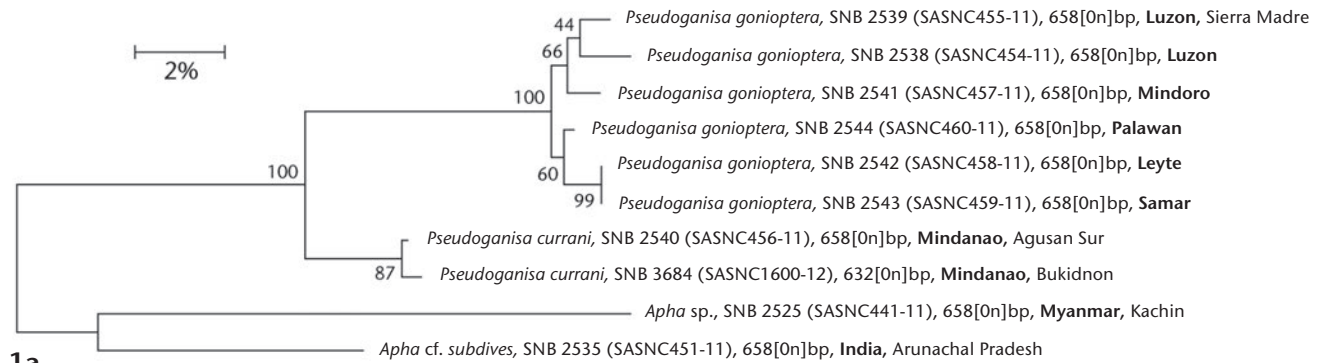 44 Pseudoganisa gonioptera, SNB 2539 (SASNC455-11), 658[0n]bp, Luzon, Sierra Madre
2%
66 Pseudoganisa gonioptera, SNB 2538 (SASNC454-11), 658[0n]bp, Luzon
100 Pseudoganisa gonioptera, SNB 2541 (SASNC457-11), 658[0n]bp, Mindoro
Pseudoganisa gonioptera, SNB 2544 (SASNC460-11), 658[0n]bp, Palawan
100 60 Pseudoganisa gonioptera, SNB 2542 (SASNC458-11), 658[0n]bp, Leyte
99 Pseudoganisa gonioptera, SNB 2543 (SASNC459-11), 658[0n]bp, Samar
Pseudoganisa currani, SNB 2540 (SASNC456-11), 658[0n]bp, Mindanao, Agusan Sur
87 Pseudoganisa currani, SNB 3684 (SASNC1600-12), 632[0n]bp, Mindanao, Bukidnon
Apha sp., SNB 2525 (SASNC441-11), 658[0n]bp, Myanmar, Kachin
Apha cf. subdives, SNB 2535 (SASNC451-11), 658[0n]bp, India, Arunachal Pradesh
1a